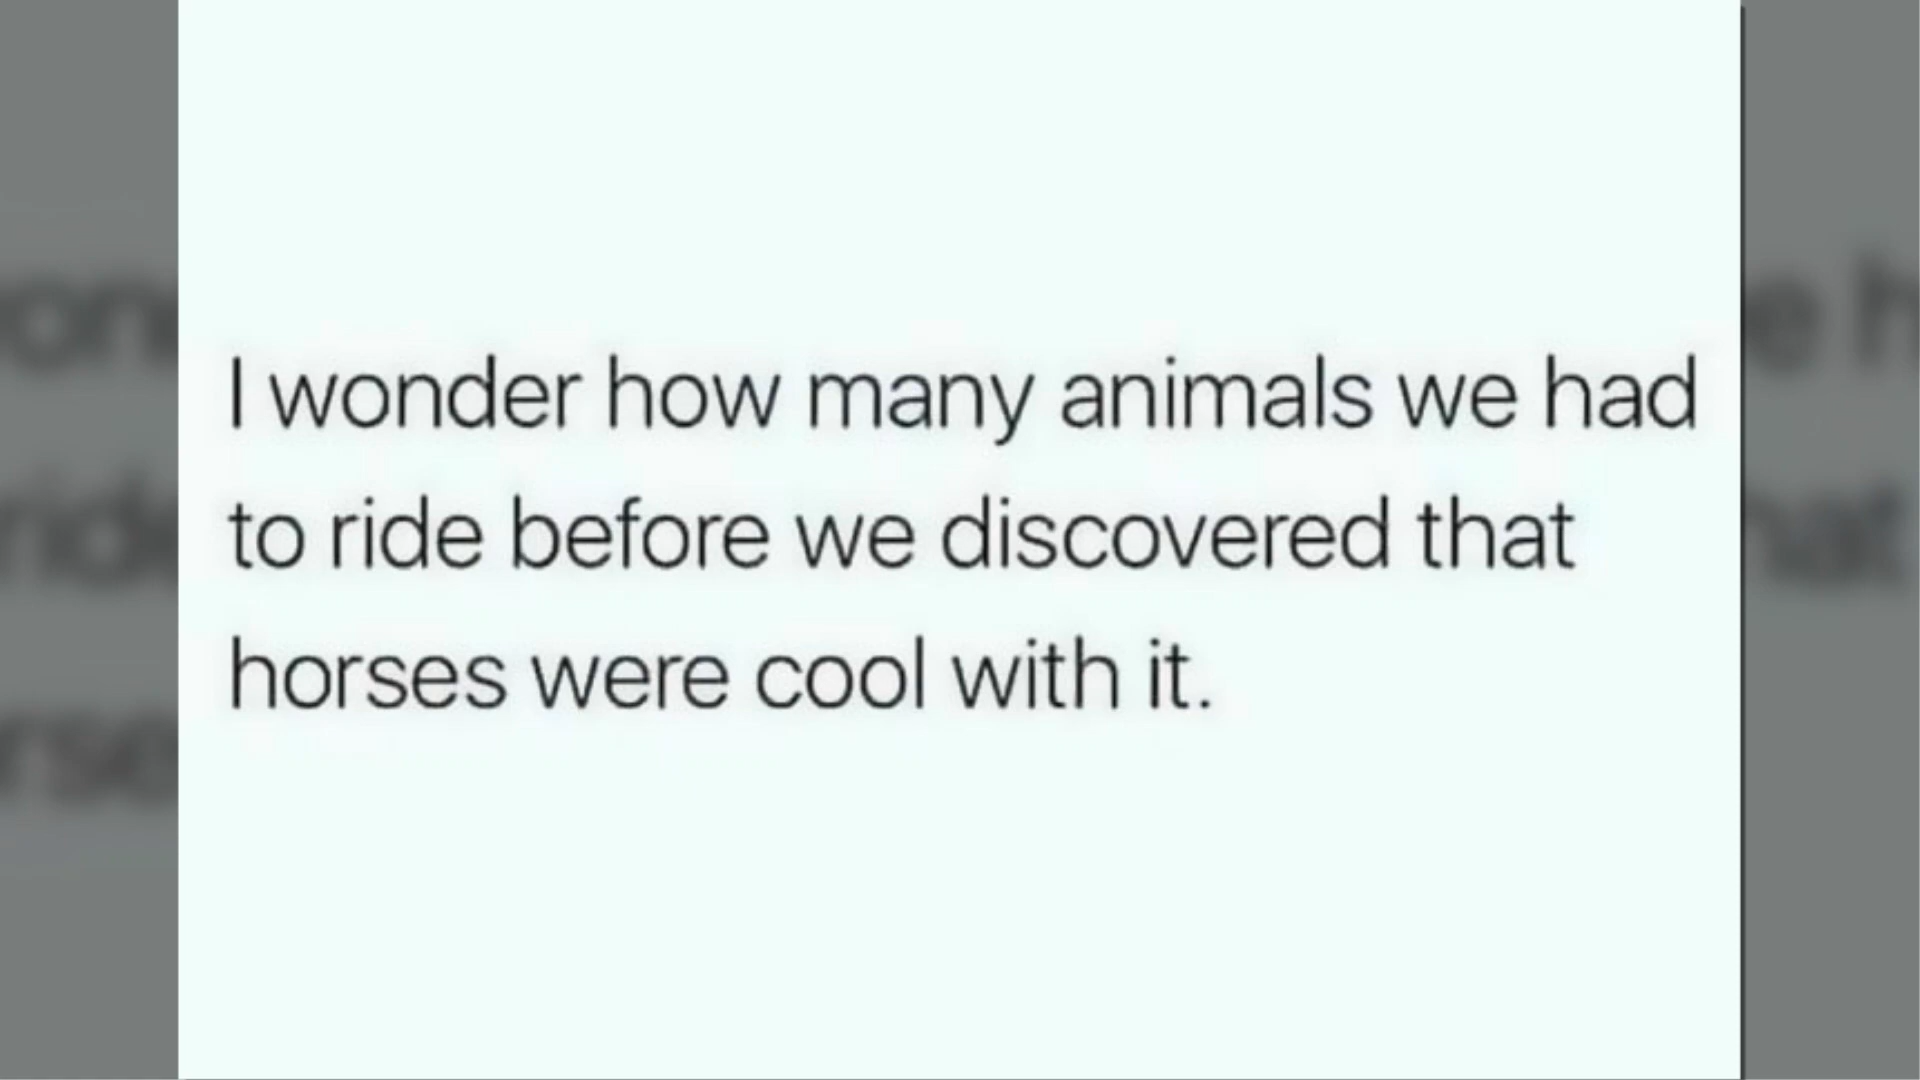 I wonder how many animals we had
to ride before we discovered that
horses were cool with it.